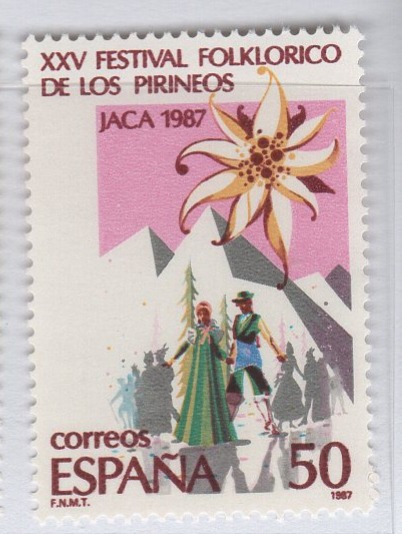 XXV FESTIVAL FOLKLORICO
DE LOS PIRINEOS
JACA 1987
correos
ESPAÑA 50
F.N.M.T. 1987